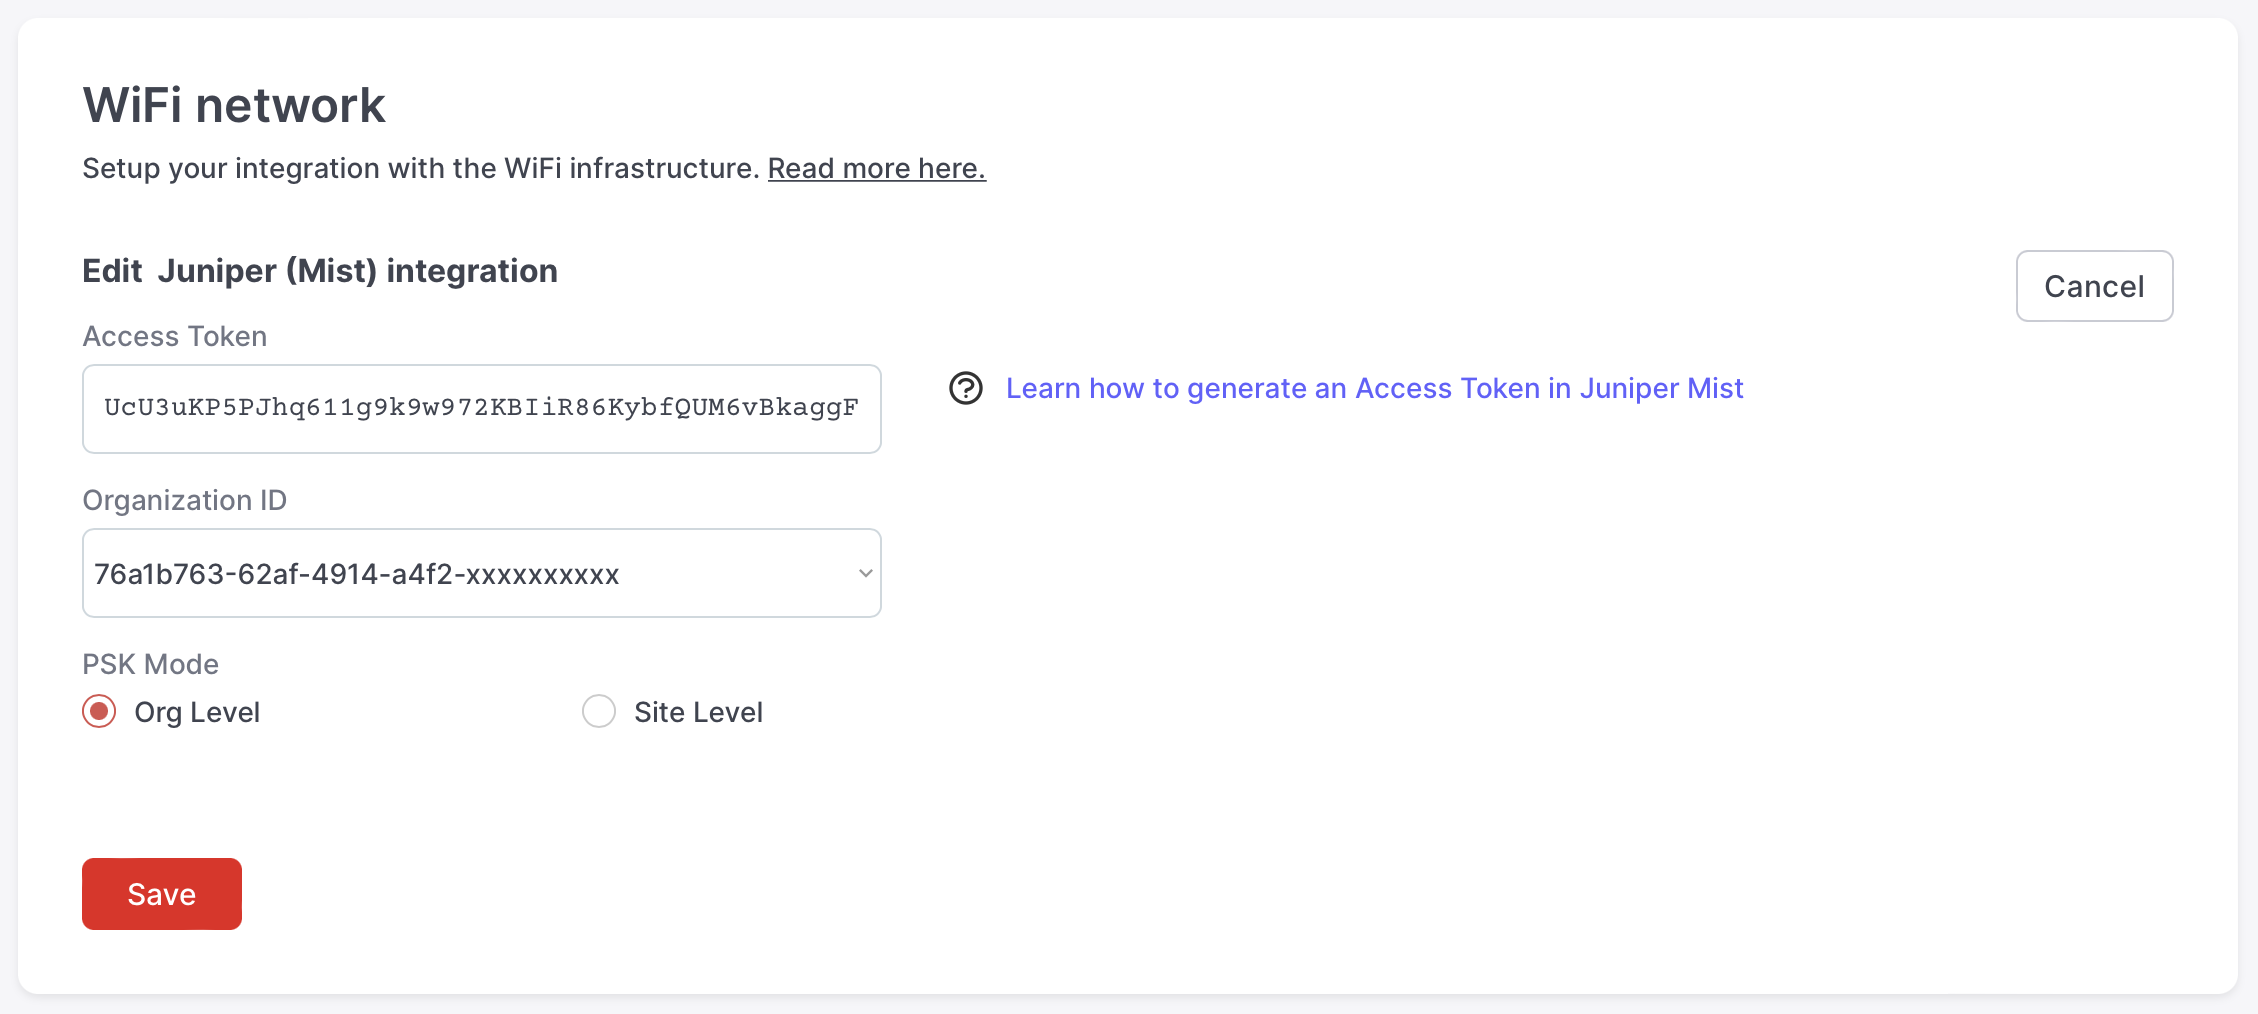 WiFi network
Setup your integration with the WiFi infrastructure. Read more here.
Edit Juniper (Mist) integration
Cancel
Access Token
UcU3uKP5PJhq611g9k9w972KBIiR86KybfQUM6vBkaggF
Learn how to generate an Access Token in Juniper Mist
Organization ID
76a1b763-62af-4914-a4f2-xxxxxxxxxx
PSK Mode
Org Level
Site Level
Save